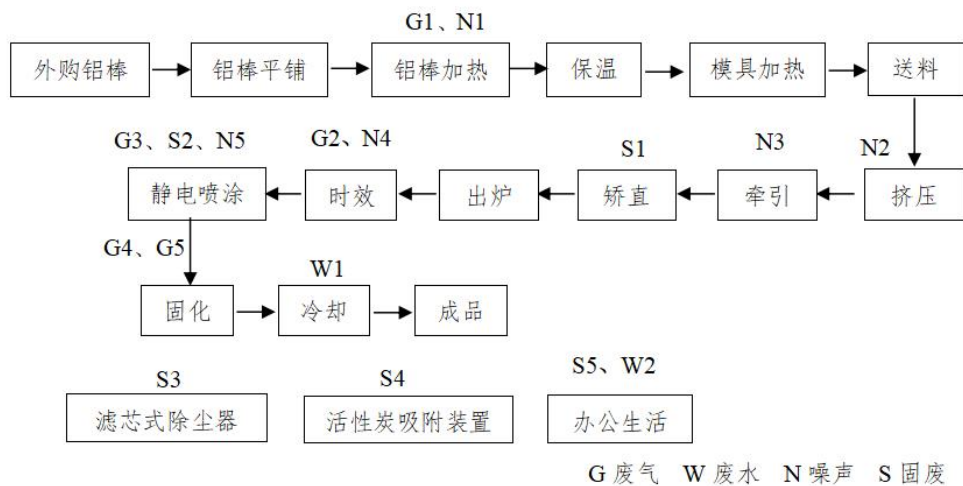 G1、N1
外购铝棒 铝棒平铺 铝棒加热 保温 模具加热 送料
G3、S2、N5 G2、N4 S1 N3 N2
静电喷涂 时效 出炉 矫直 牵引 挤压
G4、G5
W1
固化 冷却 成品
S3 S4 S5、W2
滤芯式除尘器 活性炭吸附装置 办公生活
G 废气 W 废水 N 噪声 S 固废